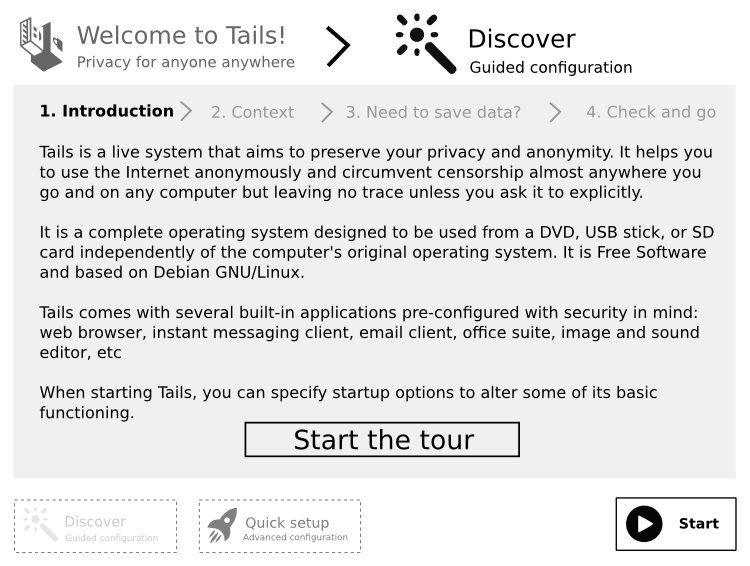 Welcome to Tails!
Privacy for anyone anywhere
Discover
Guided configuration
1. Introduction
2. Context
3. Need to save data?
4. Check and go
Tails is a live system that aims to preserve your privacy and anonymity. It helps you
to use the Internet anonymously and circumvent censorship almost anywhere you
go and on any computer but leaving no trace unless you ask it to explicitly.
It is a complete operating system designed to be used from a DVD, USB stick, or SD
card independently of the computer's original operating system. It is Free Software
and based on Debian GNU/Linux.
Tails comes with several built-in applications pre-configured with security in mind:
web browser, instant messaging client, email client, office suite, image and sound
editor, etc
When starting Tails, you can specify startup options to alter some of its basic
functioning.
Start the tour
Discover
Guided configuration
Quick setup
Advanced configuration
Start